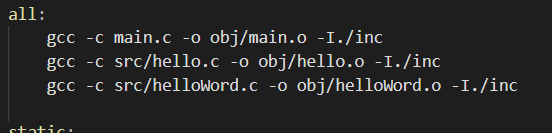 all:
gcc -c main.c -o obj/main.o -I./inc
gcc -c src/hello.c -o obj/hello.o -I./inc
gcc -c src/helloWord.c -o obj/helloWord.o -I./inc
static: